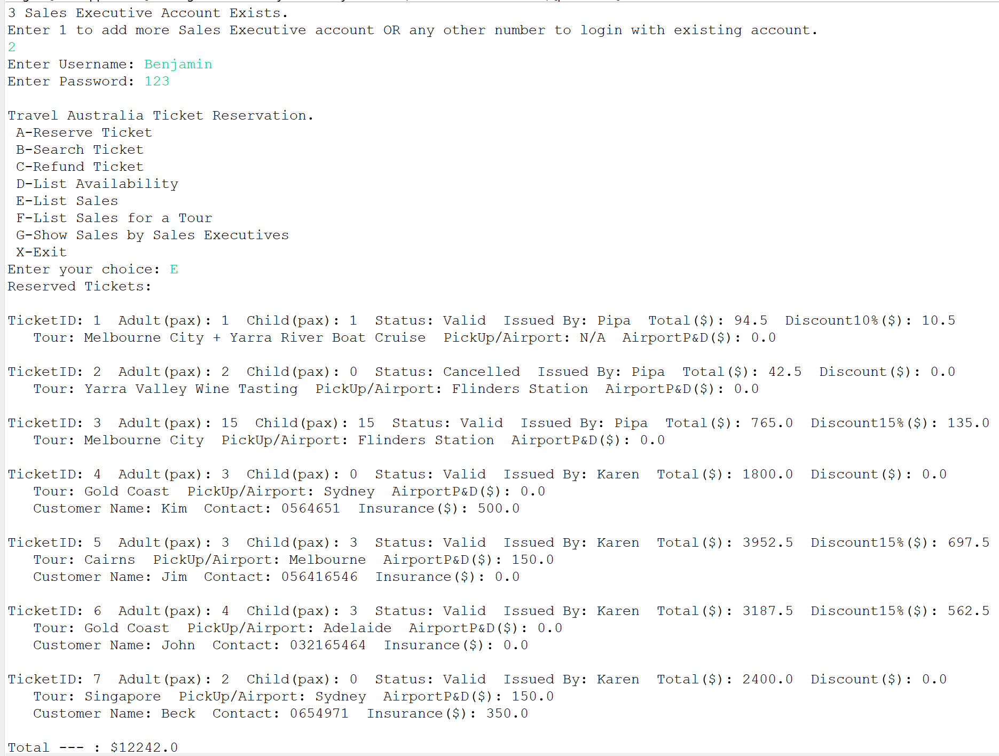 3 Sales Executive Account Exists.
Enter 1 to add more Sales Executive account OR any other number to login with existing account.
2
Enter Username: Benjamin
Enter Password: 123
Travel Australia Ticket Reservation.
A-Reserve Ticket
B-Search Ticket
C-Refund Ticket
D-List Availability
E-List Sales
F-List Sales for a Tour
G-Show Sales by Sales Executives
X-Exit
Enter your choice: E
Reserved Tickets:
TicketID: 1  Adult(pax): 1  Child(pax): 1  Status: Valid  Issued By: Pipa  Total($): 94.5  Discount10%($): 10.5
Tour: Melbourne City + Yarra River Boat Cruise  PickUp/Airport: N/A  AirportP&D($): 0.0
TicketID: 2  Adult(pax): 2  Child(pax): 0  Status: Cancelled  Issued By: Pipa  Total($): 42.5  Discount($): 0.0
Tour: Yarra Valley Wine Tasting  PickUp/Airport: Flinders Station  AirportP&D($): 0.0
TicketID: 3  Adult(pax): 15  Child(pax): 15  Status: Valid  Issued By: Pipa  Total($): 765.0  Discount15%($): 135.0
Tour: Melbourne City  PickUp/Airport: Flinders Station  AirportP&D($): 0.0
TicketID: 4  Adult(pax): 3  Child(pax): 0  Status: Valid  Issued By: Karen  Total($): 1800.0  Discount($): 0.0
Tour: Gold Coast  PickUp/Airport: Sydney  AirportP&D($): 0.0
Customer Name: Kim  Contact: 0564651  Insurance($): 500.0
TicketID: 5  Adult(pax): 3  Child(pax): 3  Status: Valid  Issued By: Karen  Total($): 3952.5  Discount15%($): 697.5
Tour: Cairns  PickUp/Airport: Melbourne  AirportP&D($): 150.0
Customer Name: Jim  Contact: 056416546  Insurance($): 0.0
TicketID: 6  Adult(pax): 4  Child(pax): 3  Status: Valid  Issued By: Karen  Total($): 3187.5  Discount15%($): 562.5
Tour: Gold Coast  PickUp/Airport: Adelaide  AirportP&D($): 0.0
Customer Name: John  Contact: 032165464  Insurance($): 0.0
TicketID: 7  Adult(pax): 2  Child(pax): 0  Status: Valid  Issued By: Karen  Total($): 2400.0  Discount($): 0.0
Tour: Singapore  PickUp/Airport: Sydney  AirportP&D($): 150.0
Customer Name: Beck  Contact: 0654971  Insurance($): 350.0
Total --- : $12242.0